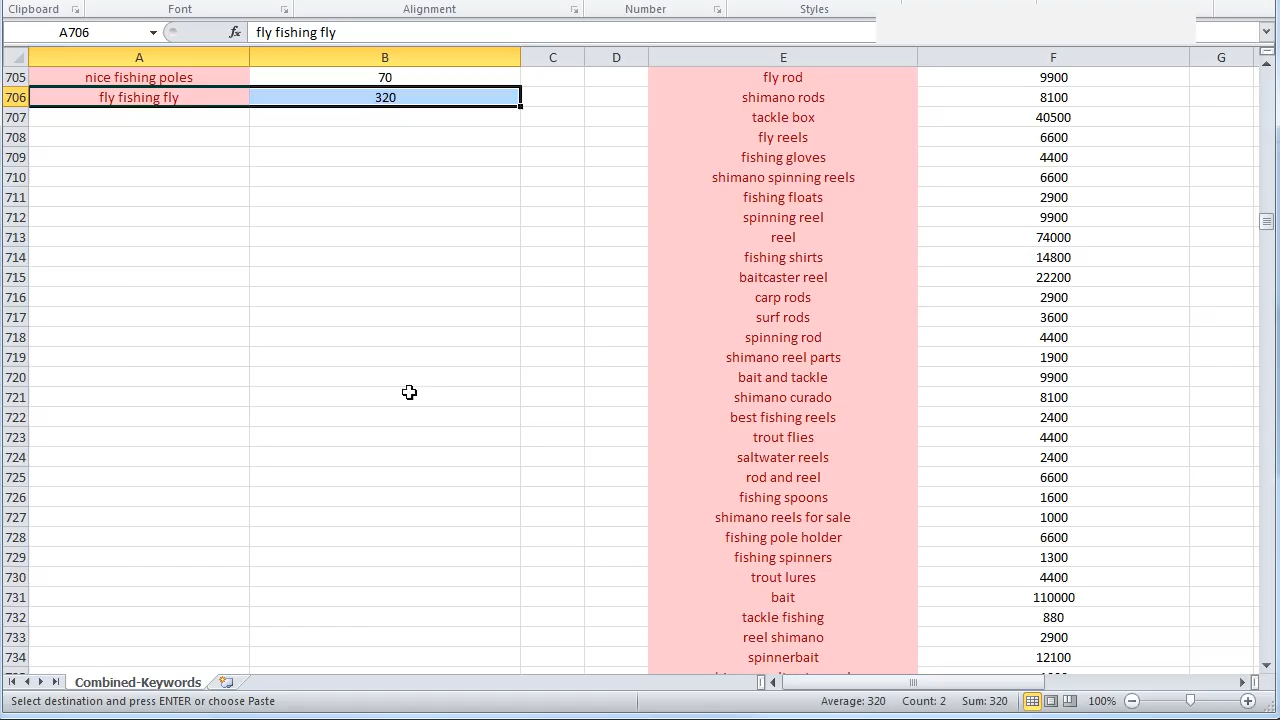 Clipboard Font Alignment Number Styles
A706 fx fly fishing fly
A B C D E F G
705 nice fishing poles 70 fly rod 9900
706 fly fishing fly 320 shimano rods 8100
707 tackle box 40500
708 fly reels 6600
709 fishing gloves 4400
710 shimano spinning reels 6600
711 fishing floats 2900
712 spinning reel 9900
713 reel 74000
714 fishing shirts 14800
715 baitcaster reel 22200
716 carp rods 2900
717 surf rods 3600
718 spinning rod 4400
719 shimano reel parts 1900
720 bait and tackle 9900
721 shimano curado 8100
722 best fishing reels 2400
723 trout flies 4400
724 saltwater reels 2400
725 rod and reel 6600
726 fishing spoons 1600
727 shimano reels for sale 1000
728 fishing pole holder 6600
729 fishing spinners 1300
730 trout lures 4400
731 bait 110000
732 tackle fishing 880
733 reel shimano 2900
734 spinnerbait 12100
Combined-Keywords
Select destination and press ENTER or choose Paste Average: 320 Count: 2 Sum: 320 100%